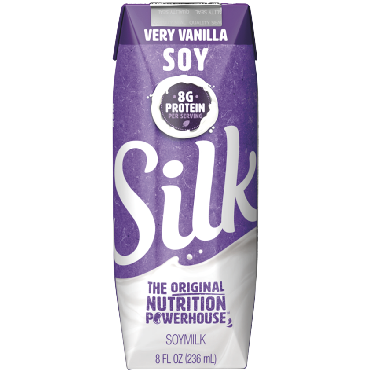 VERY VANILLA
SOY
8G
PROTEIN
PER SERVING
Silk
THE ORIGINAL
NUTRITION
POWERHOUSE
SOYMILK
8 FL OZ (236 mL)